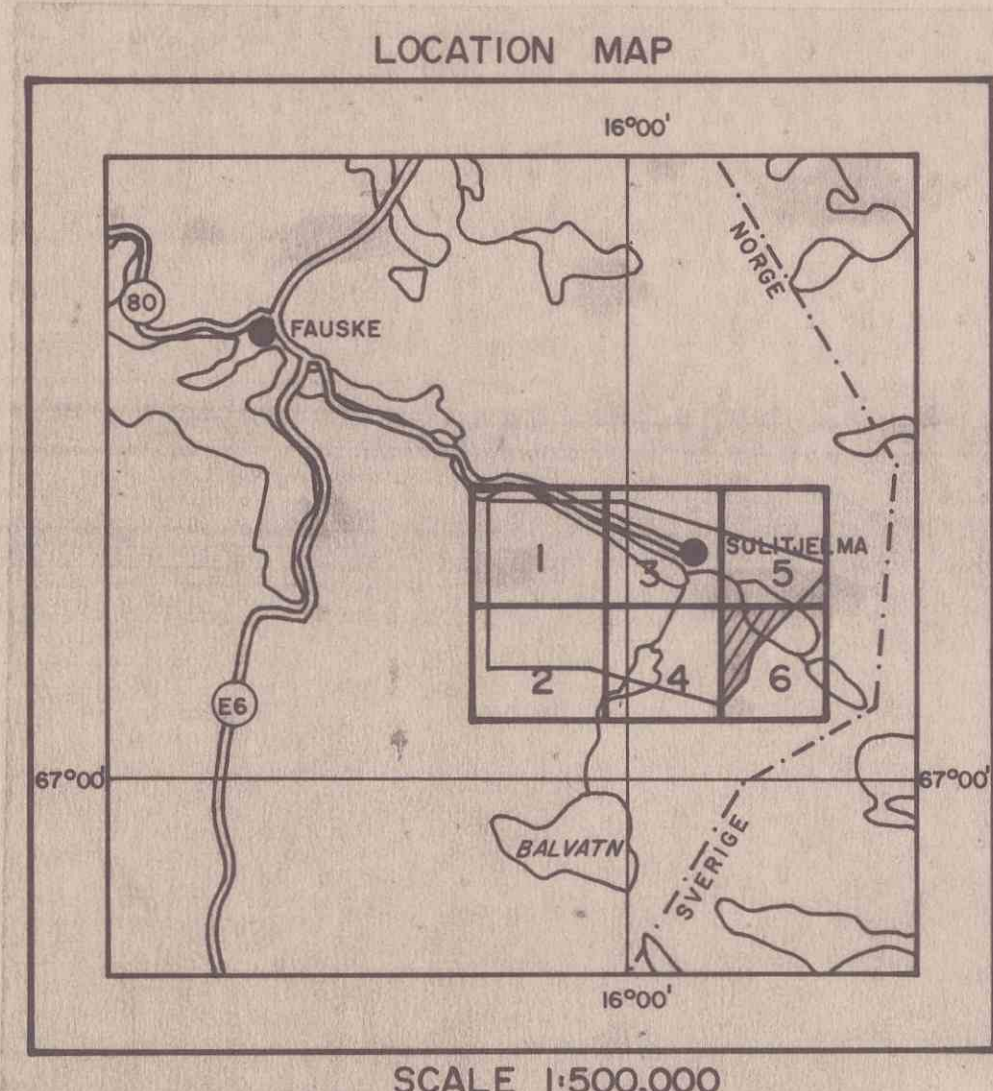 LOCATION MAP
16°00'
NORGE
80
FAUSKE
SULITJELMA
1
3
5
2
4
6
E6
67°00'
67°00'
BALVATN
SVERIGE
16°00'
SCALE 1:500.000